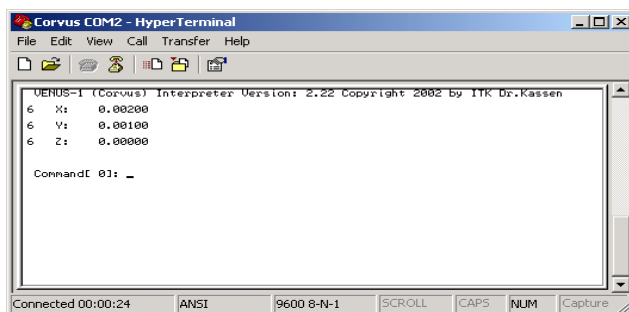 Corvus COM2 - HyperTerminal
File Edit View Call Transfer Help
VENUS-1 (Corvus) Interpreter Version: 2.22 Copyright 2002 by ITK Dr.Kassen
6 X: 0.00200
6 Y: 0.00100
6 Z: 0.00000
Command[ 0]: _
Connected 00:00:24 ANSI 9600 8-N-1 SCROLL CAPS NUM Capture